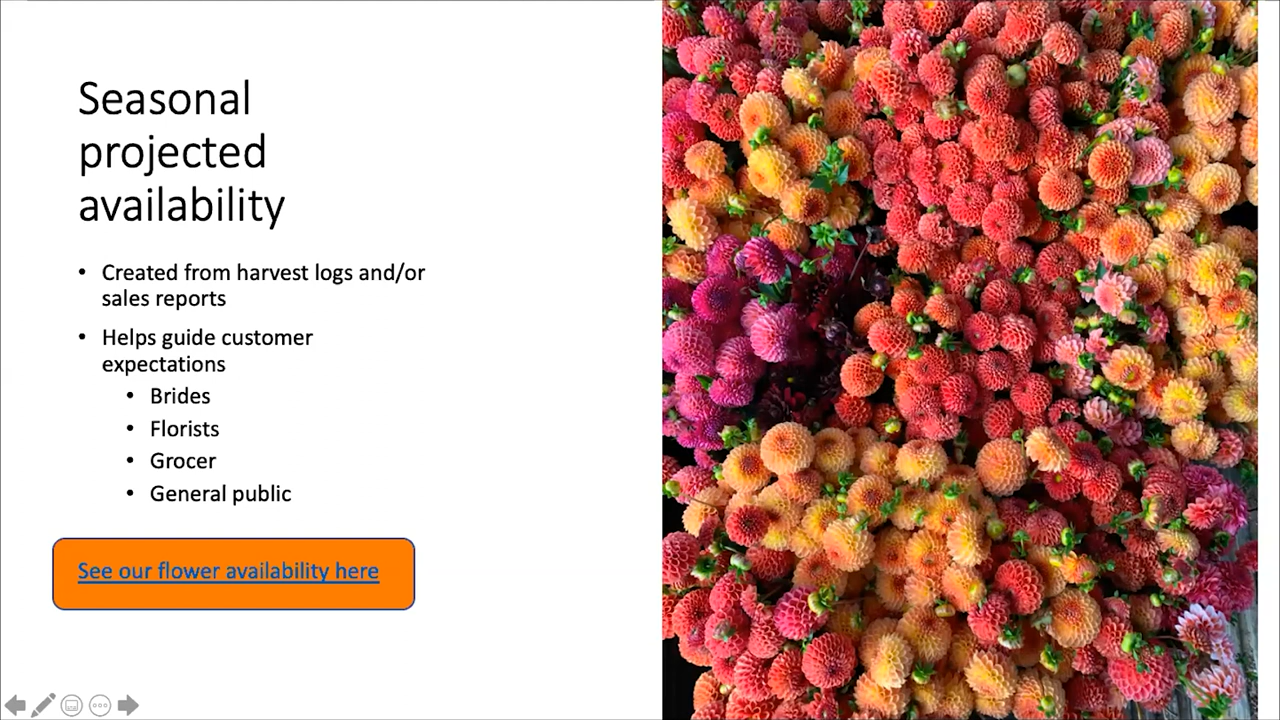 Seasonal
projected
availability
• Created from harvest logs and/or
sales reports
• Helps guide customer
expectations
• Brides
• Florists
• Grocer
• General public
See our flower availability here